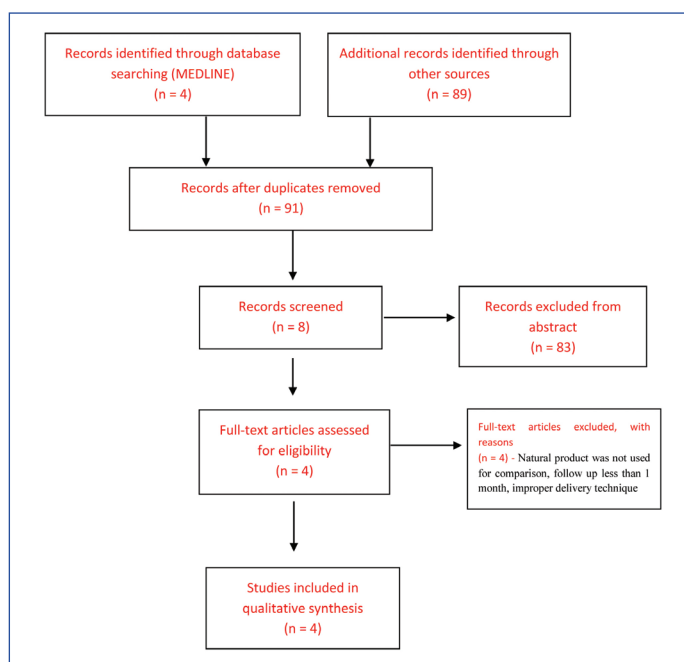 Records identified through database
searching (MEDLINE)
(n = 4)
Additional records identified through
other sources
(n = 89)
Records after duplicates removed
(n = 91)
Records screened
(n = 8)
Records excluded from
abstract
(n = 83)
Full-text articles assessed
for eligibility
(n = 4)
Full-text articles excluded, with
reasons
(n = 4) - Natural product was not used
for comparison, follow up less than 1
month, improper delivery technique
Studies included in
qualitative synthesis
(n = 4)